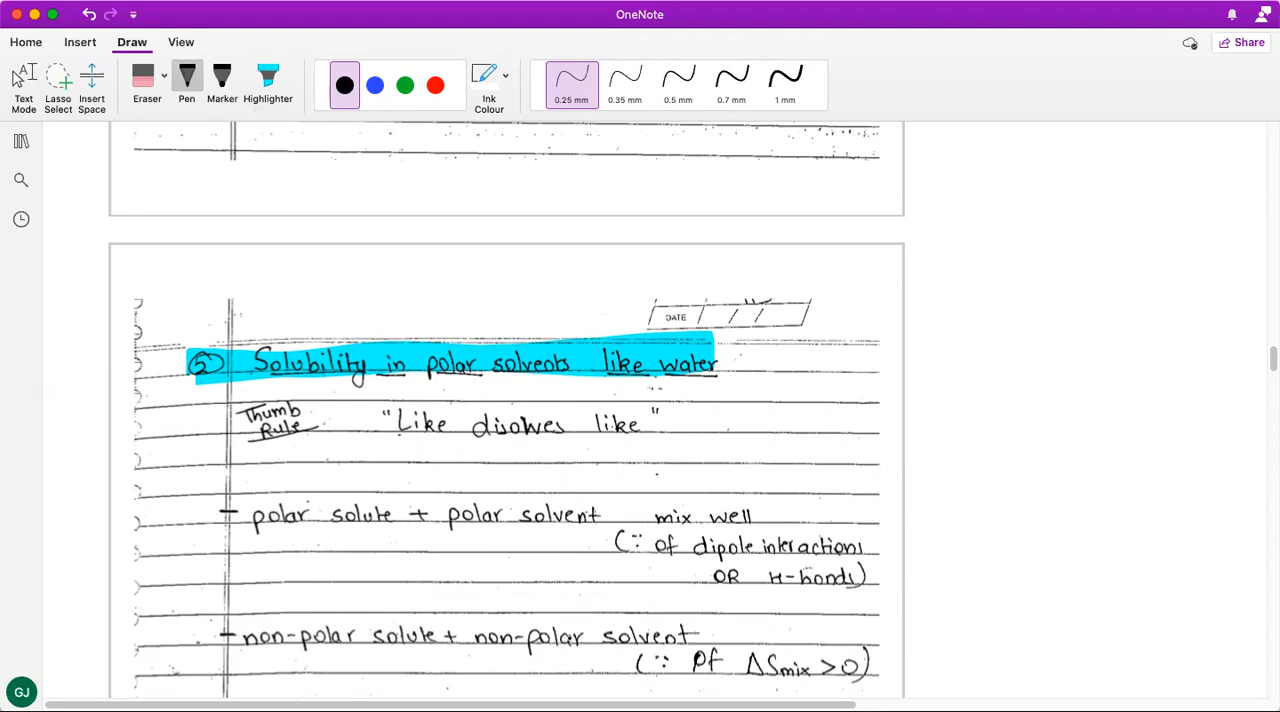 OneNote
Home Insert Draw View
Share
Text Mode
Lasso Select
Insert Space
Eraser
Pen
Marker
Highlighter
Ink Colour
0.25 mm
0.35 mm
0.5 mm
0.7 mm
1 mm
DATE
② Solubility in polar solvents like water
Thumb Rule "Like disolves like"
polar solute + polar solvent mix well
(∵ of dipole interactions
OR H-bonds)
non-polar solute + non-polar solvent
(∵ of ΔSmix > 0)
GJ